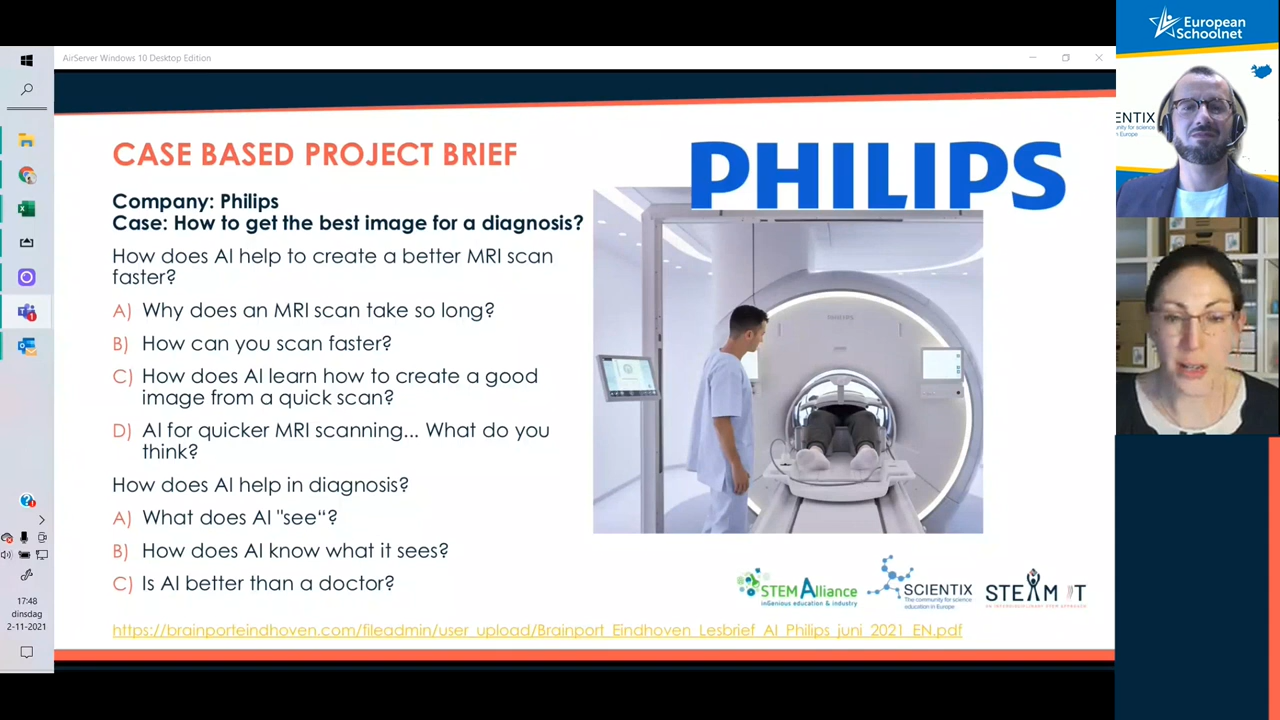 AirServer Windows 10 Desktop Edition
European
Schoolnet
ENTIX
CASE BASED PROJECT BRIEF
PHILIPS
Company: Philips
Case: How to get the best image for a diagnosis?
How does AI help to create a better MRI scan
faster?
A) Why does an MRI scan take so long?
B) How can you scan faster?
C) How does AI learn how to create a good
image from a quick scan?
D) AI for quicker MRI scanning... What do you
think?
How does AI help in diagnosis?
A) What does AI "see“?
B) How does AI know what it sees?
C) Is AI better than a doctor?
PHILIPS
STEM Alliance
inGenious education & industry
SCIENTIX
The community for science
education in Europe
STEAM IT
AN INTERDISCIPLINARY STEM APPROACH
https://brainporteindhoven.com/fileadmin/user_upload/Brainport_Eindhoven_Lesbrief_AI_Philips_juni_2021_EN.pdf
17:48
dinsdag
2-11-2021